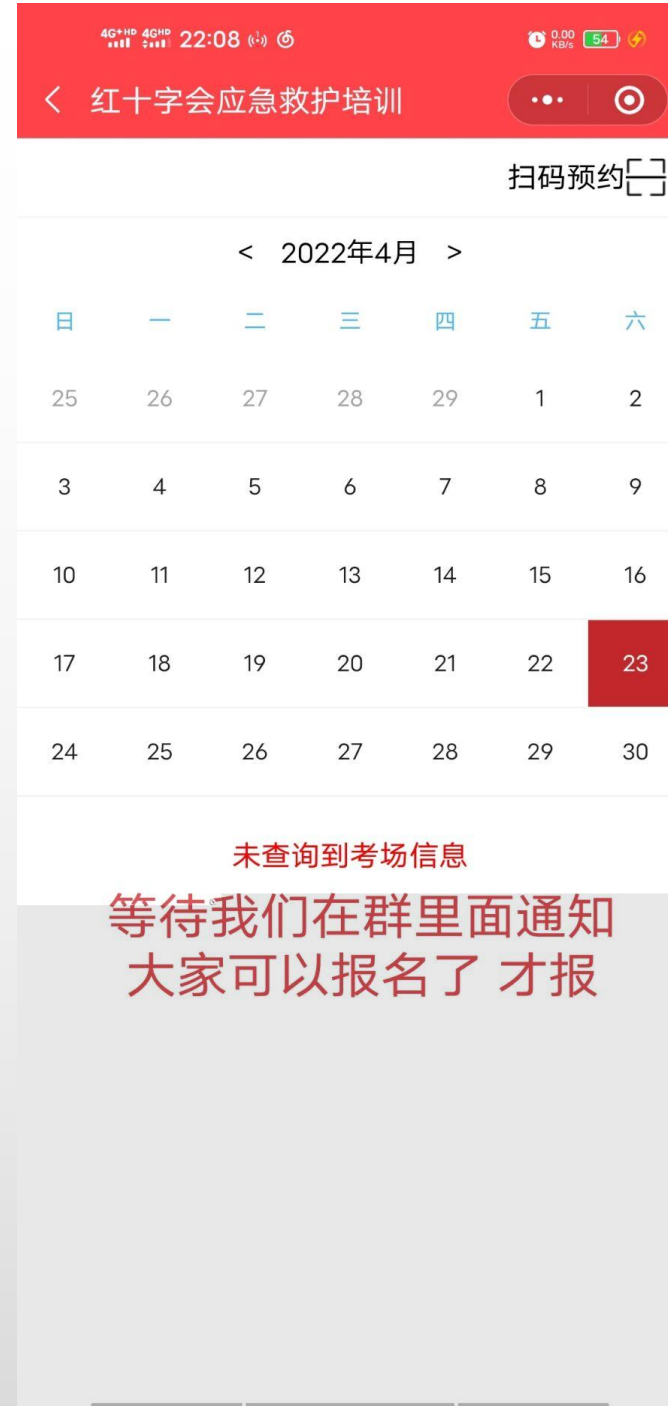 4G+HD 4GHD 22:08 0.00 KB/s 54
红十字会应急救护培训
扫码预约
< 2022年4月 >
日 一 二 三 四 五 六
25 26 27 28 29 1 2
3 4 5 6 7 8 9
10 11 12 13 14 15 16
17 18 19 20 21 22 23
24 25 26 27 28 29 30
未查询到考场信息
等待我们在群里面通知
大家可以报名了 才报